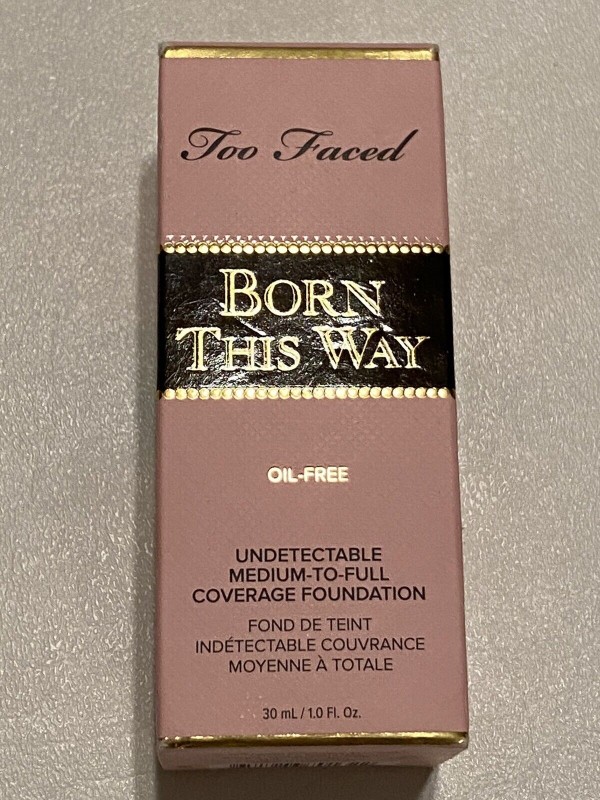 Too Faced
BORN
THIS WAY
OIL-FREE
UNDETECTABLE
MEDIUM-TO-FULL
COVERAGE FOUNDATION
FOND DE TEINT
INDÉTECTABLE COUVRANCE
MOYENNE À TOTALE
30 mL / 1.0 Fl. Oz.